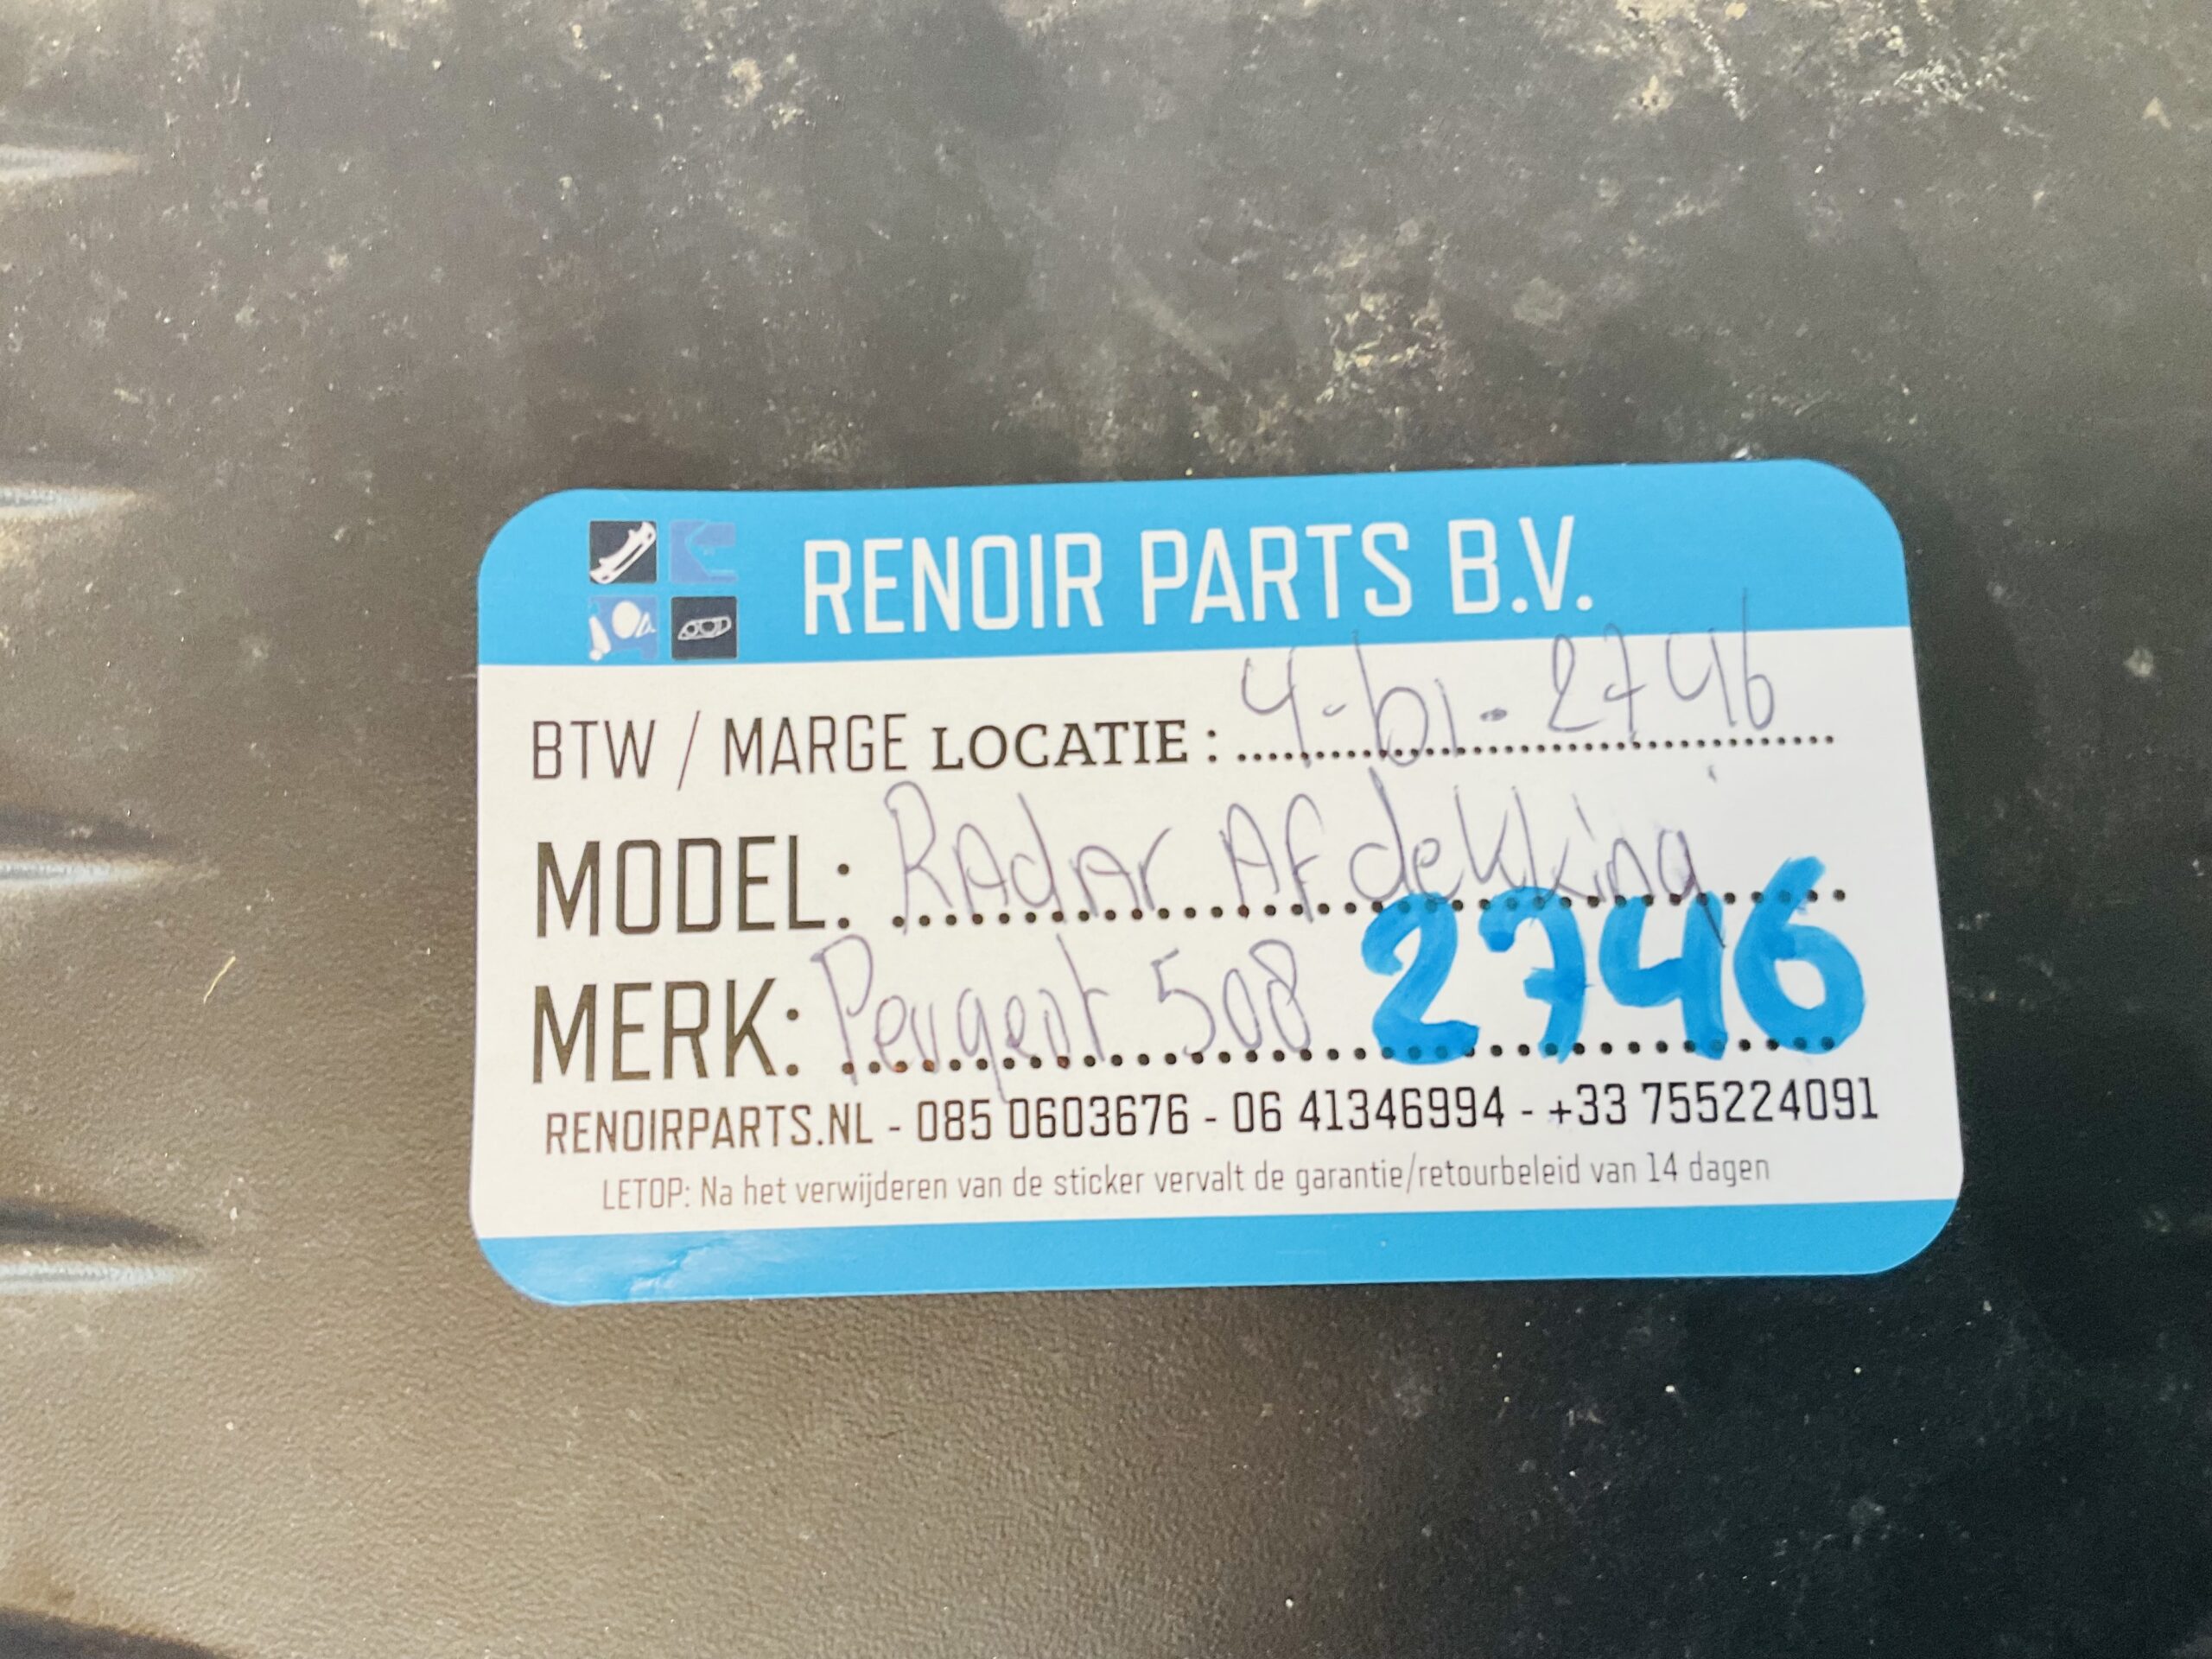 RENOIR PARTS B.V.
BTW / MARGE LOCATIE : 4-b1-2746
MODEL: RAdAr Afdekking
MERK: Peugeot 508 2746
RENOIRPARTS.NL - 085 0603676 - 06 41346994 - +33 755224091
LETOP: Na het verwijderen van de sticker vervalt de garantie/retourbeleid van 14 dagen